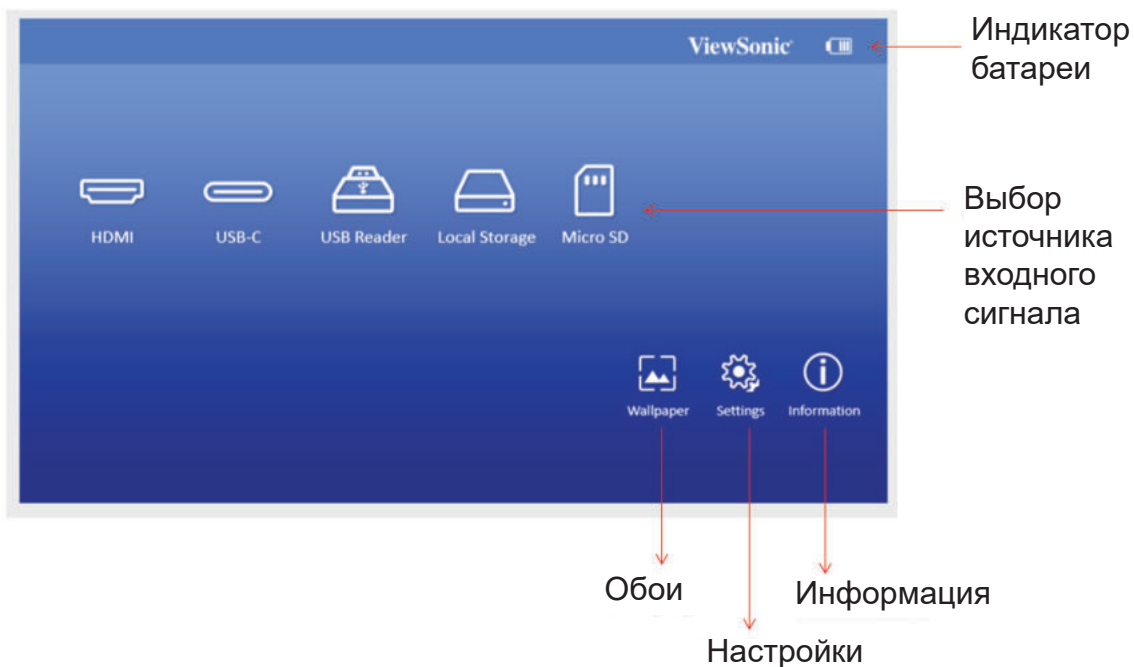 ViewSonic
Индикатор
батареи
HDMI
USB-C
USB Reader
Local Storage
Micro SD
Выбор
источника
входного
сигнала
Wallpaper
Settings
Information
Обои
Информация
Настройки